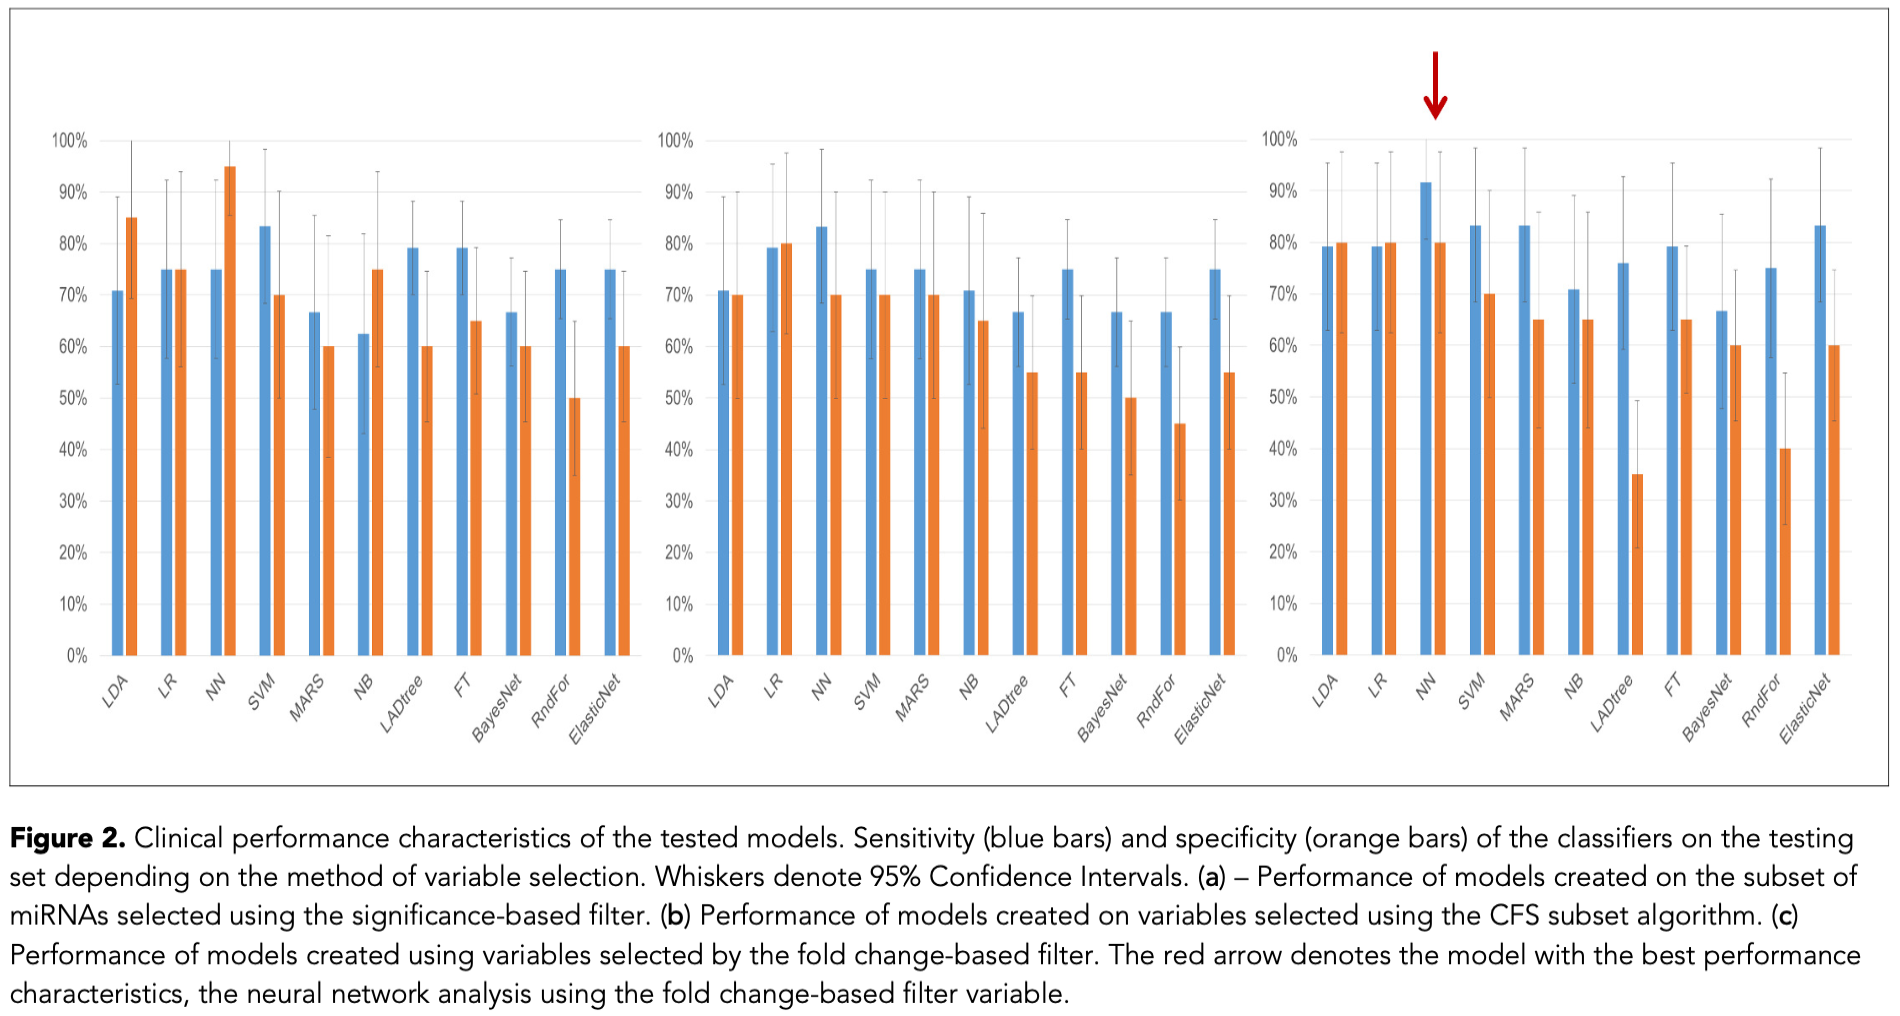 100%
90%
80%
70%
60%
50%
40%
30%
20%
10%
0%
LDA
LR
NN
SVM
MARS
NB
LADtree
FT
BayesNet
RndFor
ElasticNet
100%
90%
80%
70%
60%
50%
40%
30%
20%
10%
0%
LDA
LR
NN
SVM
MARS
NB
LADtree
FT
BayesNet
RndFor
ElasticNet
100%
90%
80%
70%
60%
50%
40%
30%
20%
10%
0%
LDA
LR
NN
SVM
MARS
NB
LADtree
FT
BayesNet
RndFor
ElasticNet
Figure 2. Clinical performance characteristics of the tested models. Sensitivity (blue bars) and specificity (orange bars) of the classifiers on the testing
set depending on the method of variable selection. Whiskers denote 95% Confidence Intervals. (a) – Performance of models created on the subset of
miRNAs selected using the significance-based filter. (b) Performance of models created on variables selected using the CFS subset algorithm. (c)
Performance of models created using variables selected by the fold change-based filter. The red arrow denotes the model with the best performance
characteristics, the neural network analysis using the fold change-based filter variable.